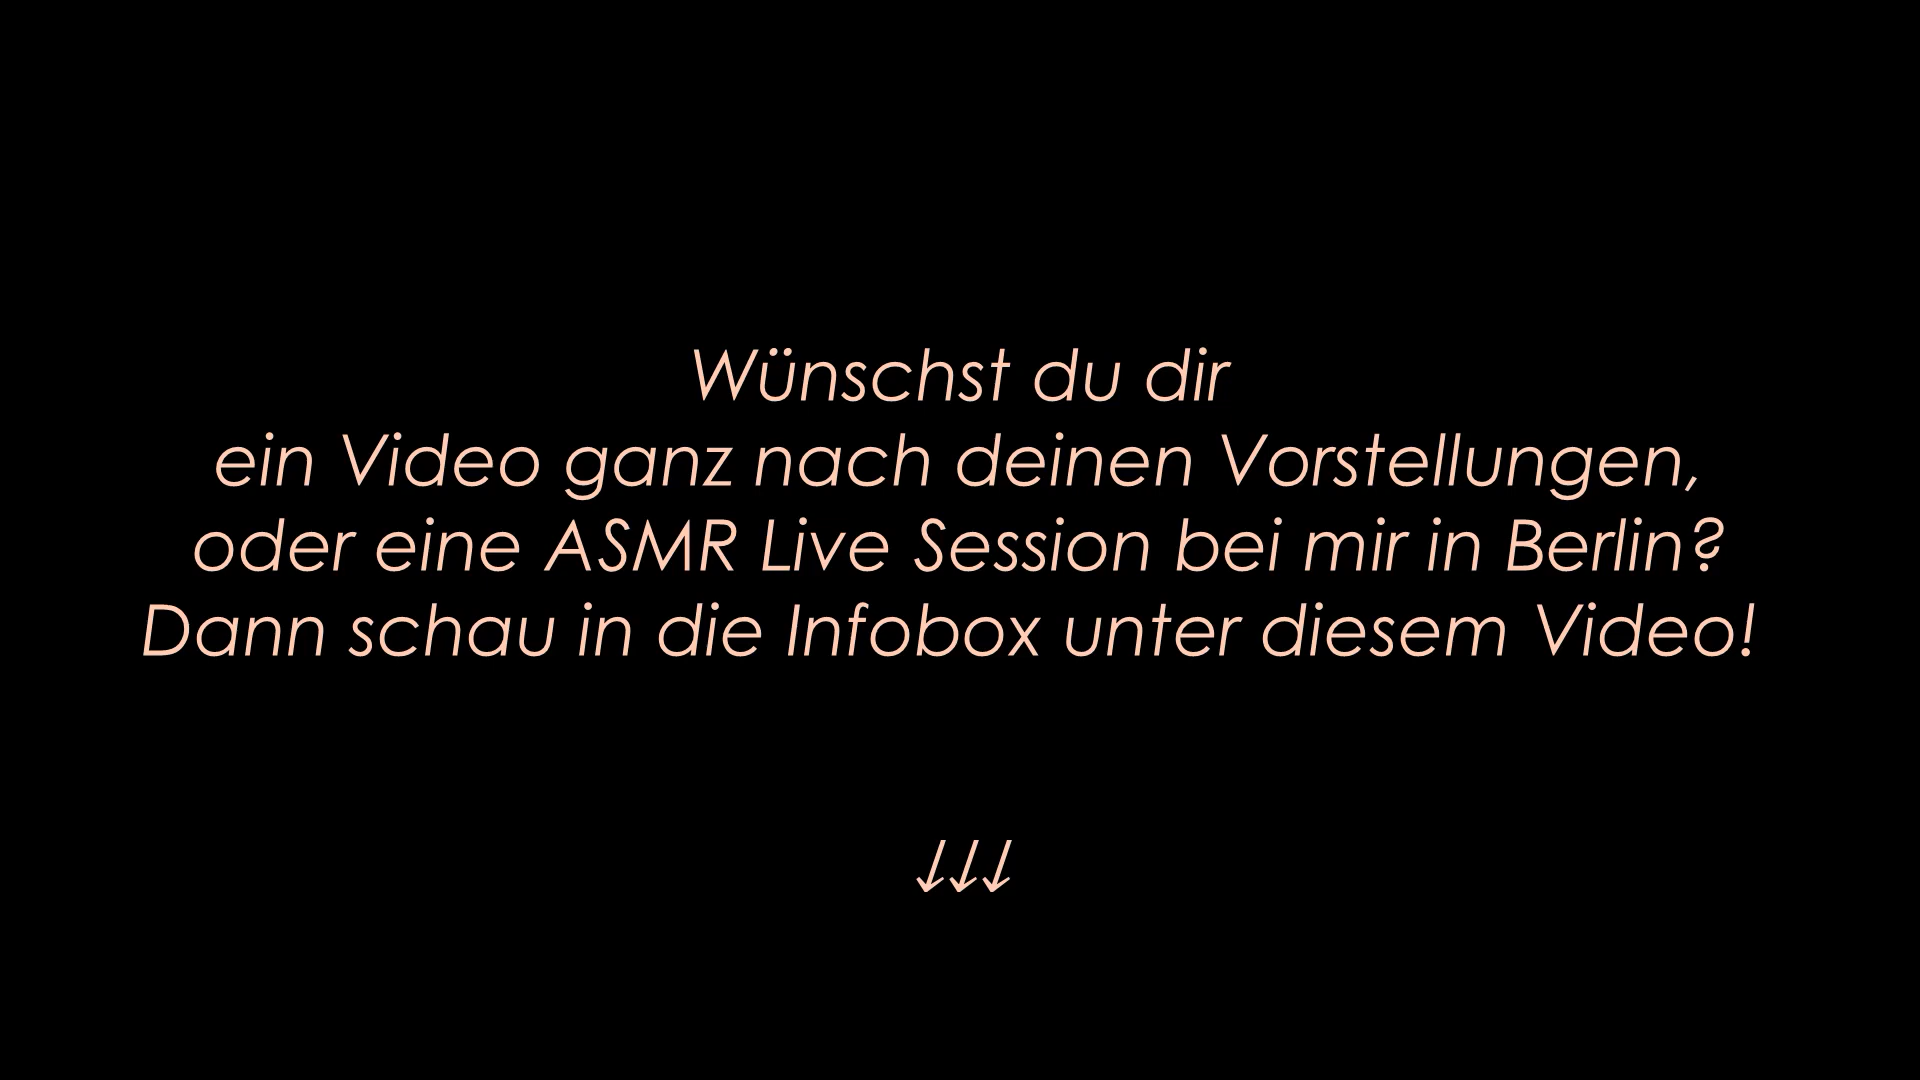 Wünschst du dir
ein Video ganz nach deinen Vorstellungen,
oder eine ASMR Live Session bei mir in Berlin?
Dann schau in die Infobox unter diesem Video!
↓↓↓